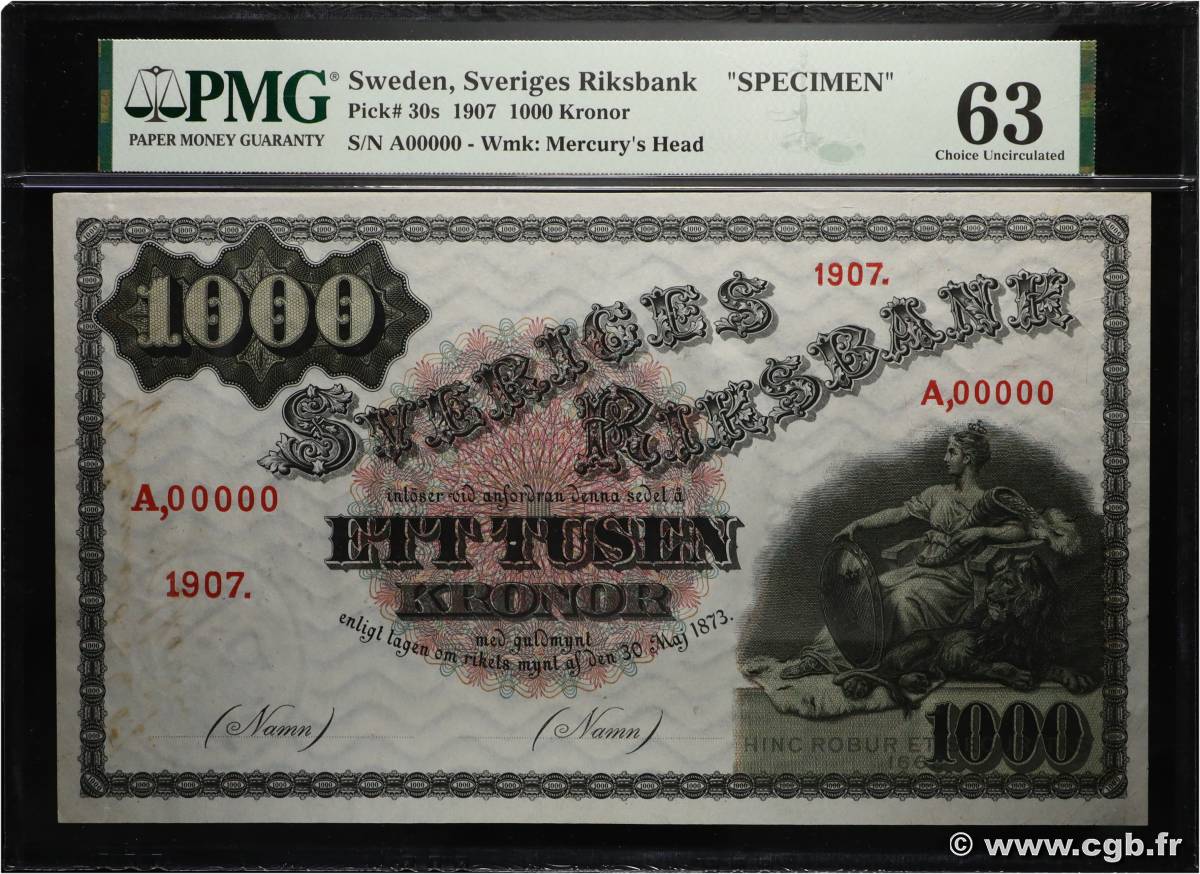 PMG®
PAPER MONEY GUARANTY
Sweden, Sveriges Riksbank "SPECIMEN"
Pick# 30s 1907 1000 Kronor
S/N A00000 - Wmk: Mercury's Head
63
Choice Uncirculated
1000
1907.
SVERIGES
RIKSBANK
A,00000
A,00000
inlöser vid anfordran denna sedel å
ETT TUSEN
KRONOR
1907.
med guldmynt
enligt lagen om rikets mynt af den 30 Maj 1873.
(Namn) (Namn)
HINC ROBUR ET
166
1000
© www.cgb.fr